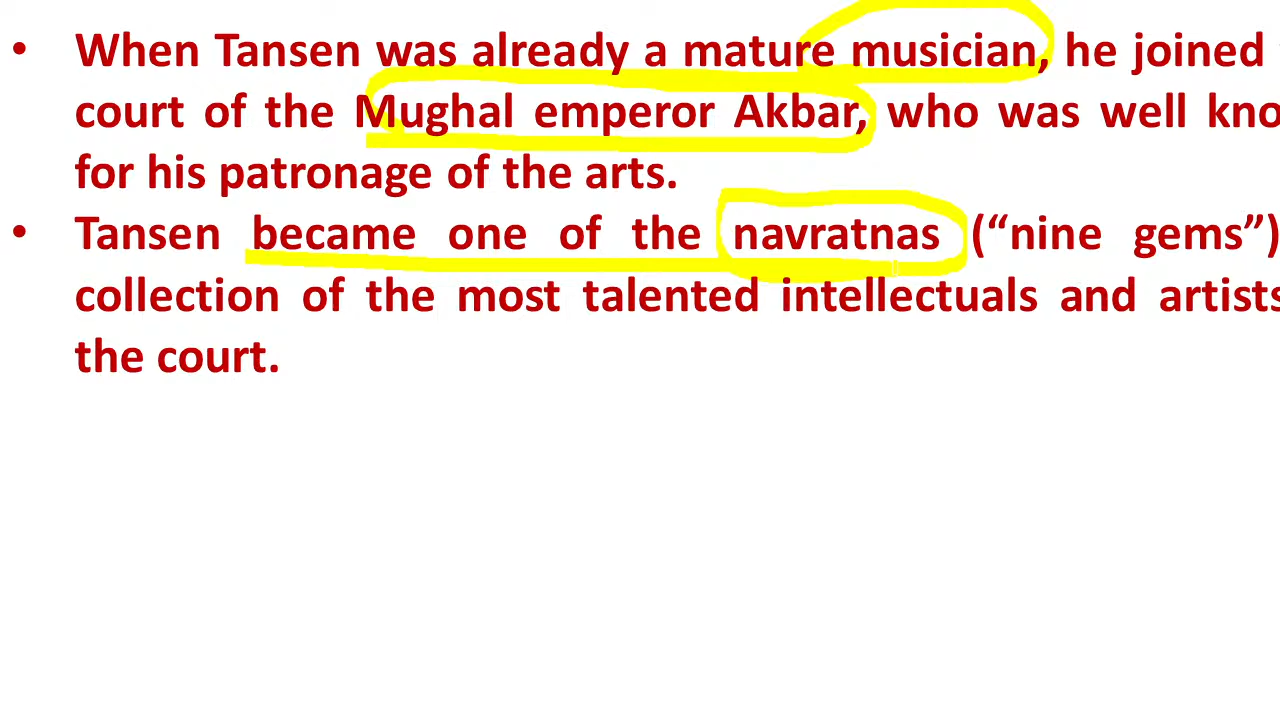 • When Tansen was already a mature musician, he joined
court of the Mughal emperor Akbar, who was well kno
for his patronage of the arts.
• Tansen became one of the navratnas (“nine gems”)
collection of the most talented intellectuals and artists
the court.